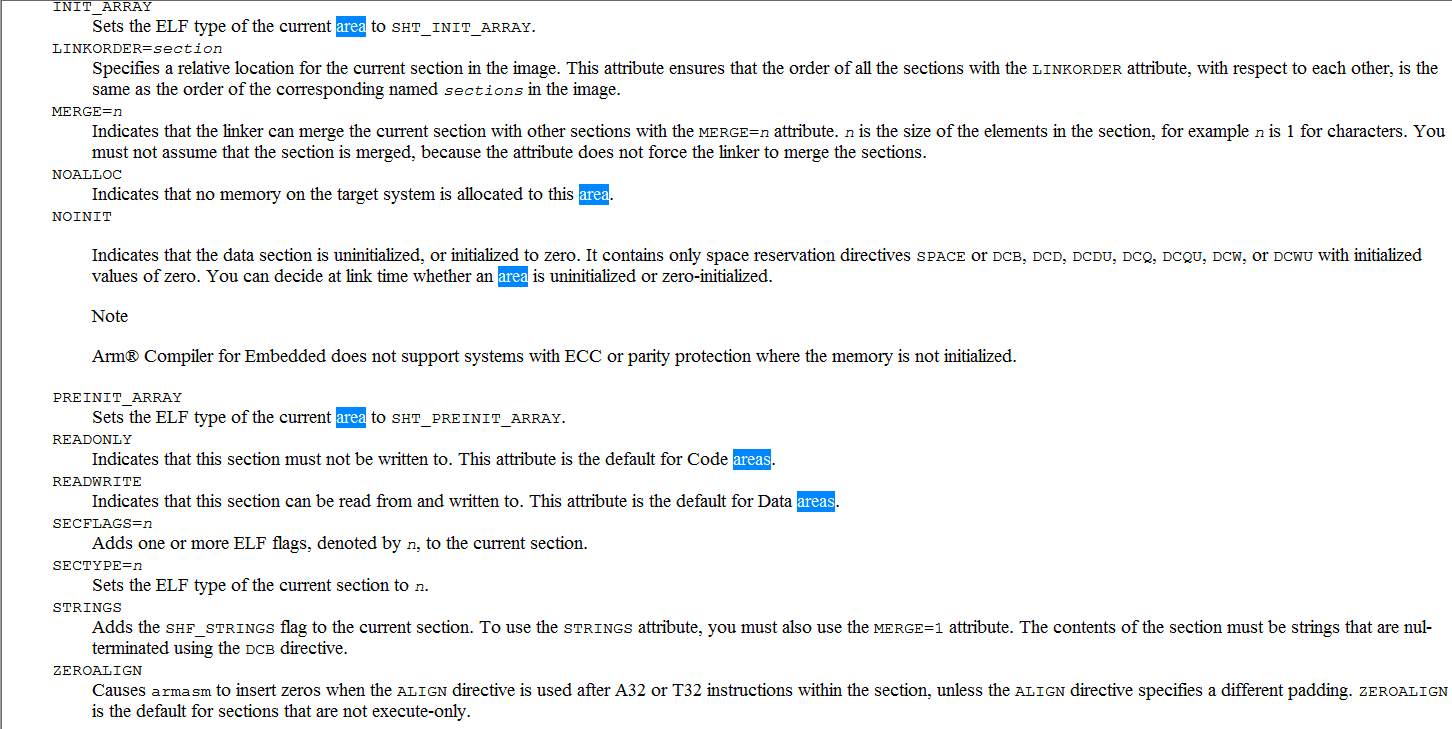 INIT_ARRAY
Sets the ELF type of the current area to SHT_INIT_ARRAY.
LINKORDER=section
Specifies a relative location for the current section in the image. This attribute ensures that the order of all the sections with the LINKORDER attribute, with respect to each other, is the
same as the order of the corresponding named sections in the image.
MERGE=n
Indicates that the linker can merge the current section with other sections with the MERGE=n attribute. n is the size of the elements in the section, for example n is 1 for characters. You
must not assume that the section is merged, because the attribute does not force the linker to merge the sections.
NOALLOC
Indicates that no memory on the target system is allocated to this area.
NOINIT
Indicates that the data section is uninitialized, or initialized to zero. It contains only space reservation directives SPACE or DCB, DCD, DCDU, DCQ, DCQU, DCW, or DCWU with initialized
values of zero. You can decide at link time whether an area is uninitialized or zero-initialized.
Note
Arm® Compiler for Embedded does not support systems with ECC or parity protection where the memory is not initialized.
PREINIT_ARRAY
Sets the ELF type of the current area to SHT_PREINIT_ARRAY.
READONLY
Indicates that this section must not be written to. This attribute is the default for Code areas.
READWRITE
Indicates that this section can be read from and written to. This attribute is the default for Data areas.
SECFLAGS=n
Adds one or more ELF flags, denoted by n, to the current section.
SECTYPE=n
Sets the ELF type of the current section to n.
STRINGS
Adds the SHF_STRINGS flag to the current section. To use the STRINGS attribute, you must also use the MERGE=1 attribute. The contents of the section must be strings that are nul-
terminated using the DCB directive.
ZEROALIGN
Causes armasm to insert zeros when the ALIGN directive is used after A32 or T32 instructions within the section, unless the ALIGN directive specifies a different padding. ZEROALIGN
is the default for sections that are not execute-only.